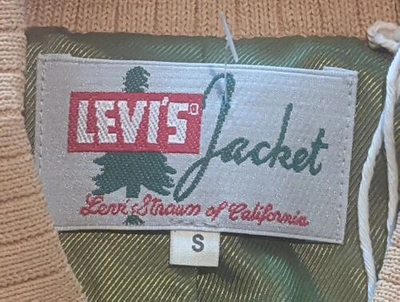 LEVI'S® Jacket
Levi Strauss of California
S